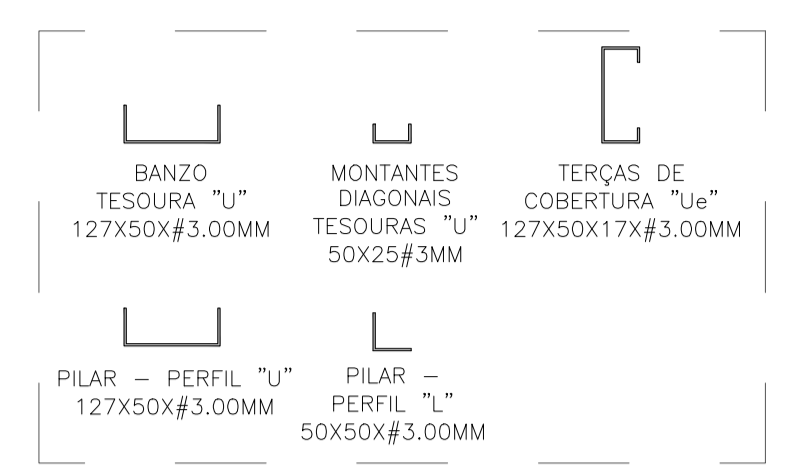 BANZO
TESOURA "U"
127X50X#3.00MM
MONTANTES
DIAGONAIS
TESOURAS "U"
50X25#3MM
TERÇAS DE
COBERTURA "Ue"
127X50X17X#3.00MM
PILAR – PERFIL "U"
127X50X#3.00MM
PILAR –
PERFIL "L"
50X50X#3.00MM